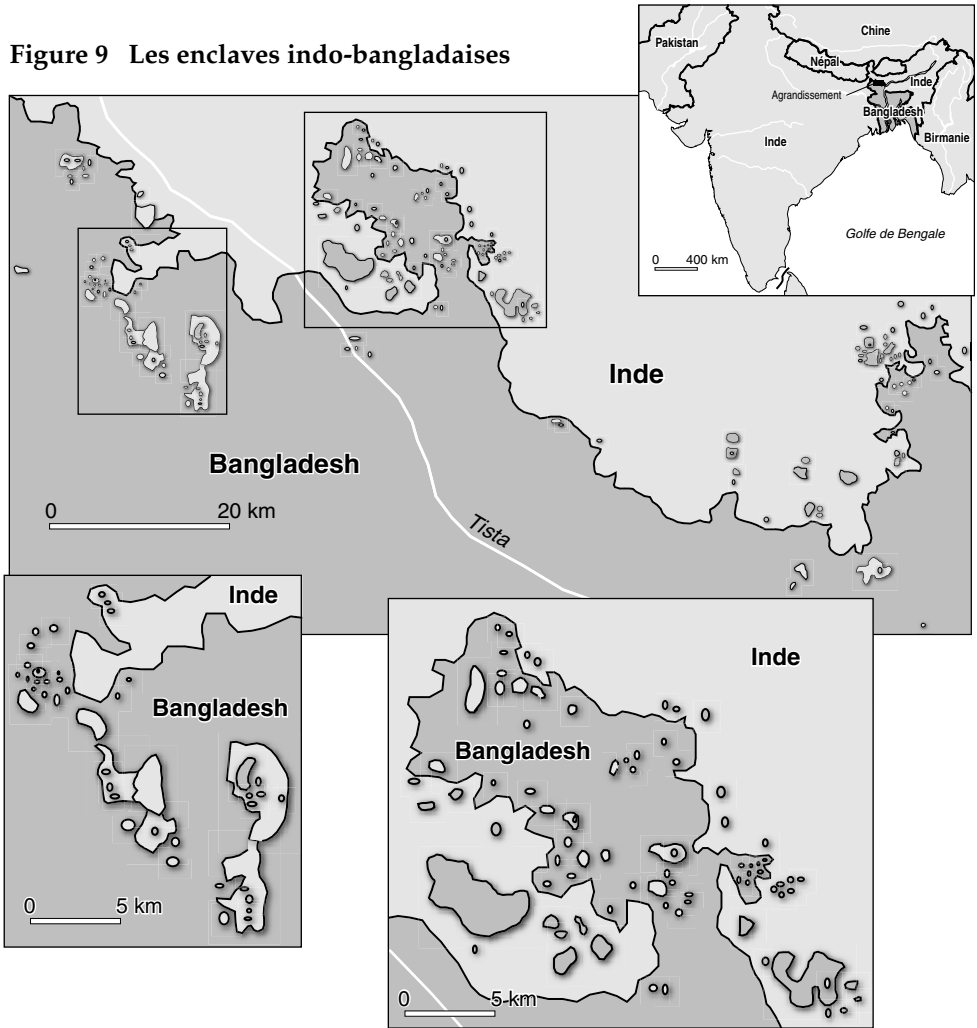 Figure 9 Les enclaves indo-bangladaises
Pakistan
Chine
Népal
Inde
Agrandissement
Bangladesh
Inde
Birmanie
Golfe de Bengale
0 400 km
Inde
Bangladesh
0 20 km
Tista
Inde
Bangladesh
0 5 km
Inde
Bangladesh
0 5 km